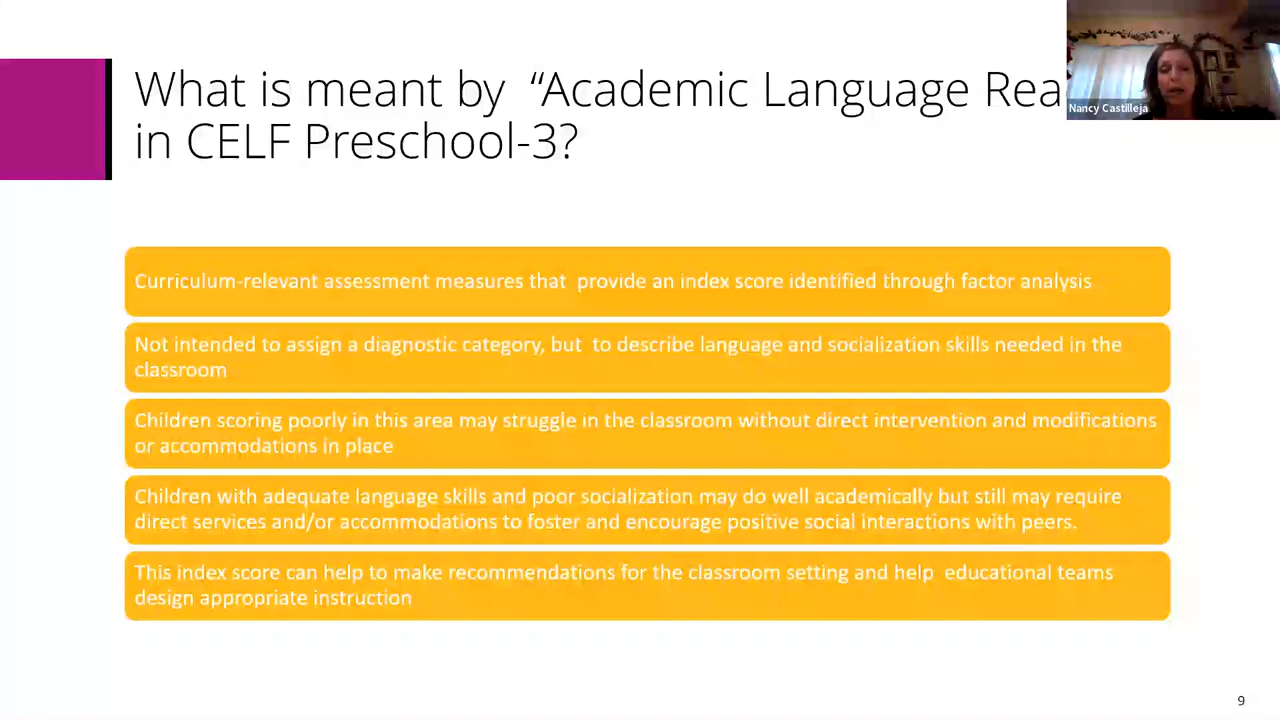 What is meant by “Academic Language Rea
in CELF Preschool-3?
Nancy Castilleja
Curriculum-relevant assessment measures that provide an index score identified through factor analysis
Not intended to assign a diagnostic category, but to describe language and socialization skills needed in the
classroom
Children scoring poorly in this area may struggle in the classroom without direct intervention and modifications
or accommodations in place
Children with adequate language skills and poor socialization may do well academically but still may require
direct services and/or accommodations to foster and encourage positive social interactions with peers.
This index score can help to make recommendations for the classroom setting and help educational teams
design appropriate instruction
9